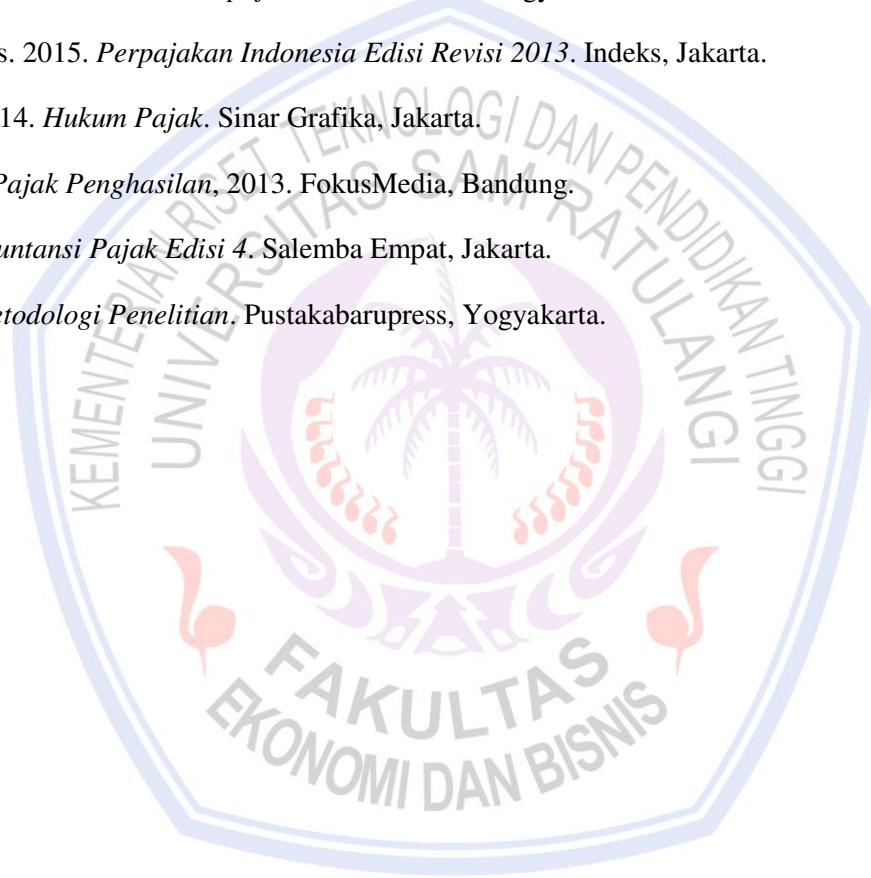 s. 2015. Perpajakan Indonesia Edisi Revisi 2013. Indeks, Jakarta.
14. Hukum Pajak. Sinar Grafika, Jakarta.
Pajak Penghasilan, 2013. FokusMedia, Bandung.
untansi Pajak Edisi 4. Salemba Empat, Jakarta.
etodologi Penelitian. Pustakabarupress, Yogyakarta.
KEMENTERIAN RISET TEKNOLOGI DAN PENDIDIKAN TINGGI
UNIVERSITAS SAM RATULANGI
FAKULTAS
EKONOMI DAN BISNIS